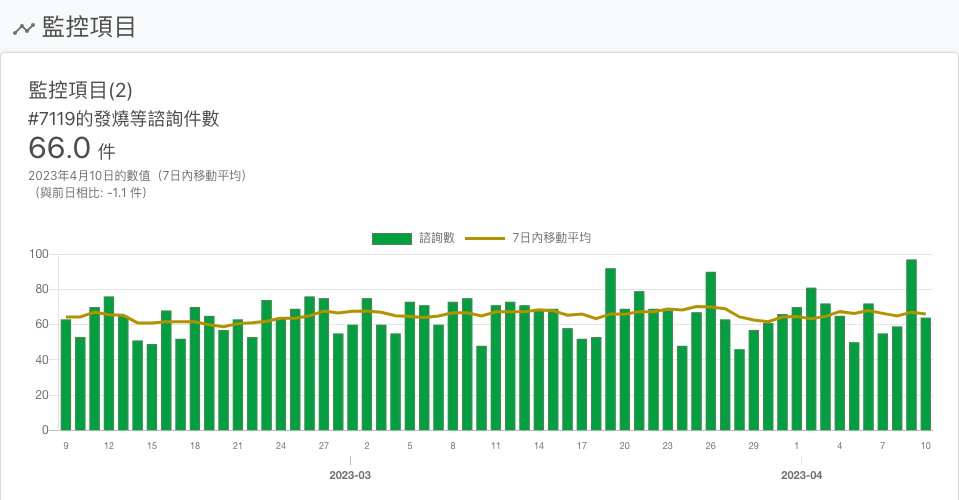 監控項目
監控項目(2)
#7119的發燒等諮詢件數
66.0 件
2023年4月10日的數值（7日內移動平均）
（與前日相比: -1.1 件）
諮詢數 7日內移動平均
100
80
60
40
20
0
9 12 15 18 21 24 27 2 5 8 11 14 17 20 23 26 29 1 4 7 10
2023-03 2023-04